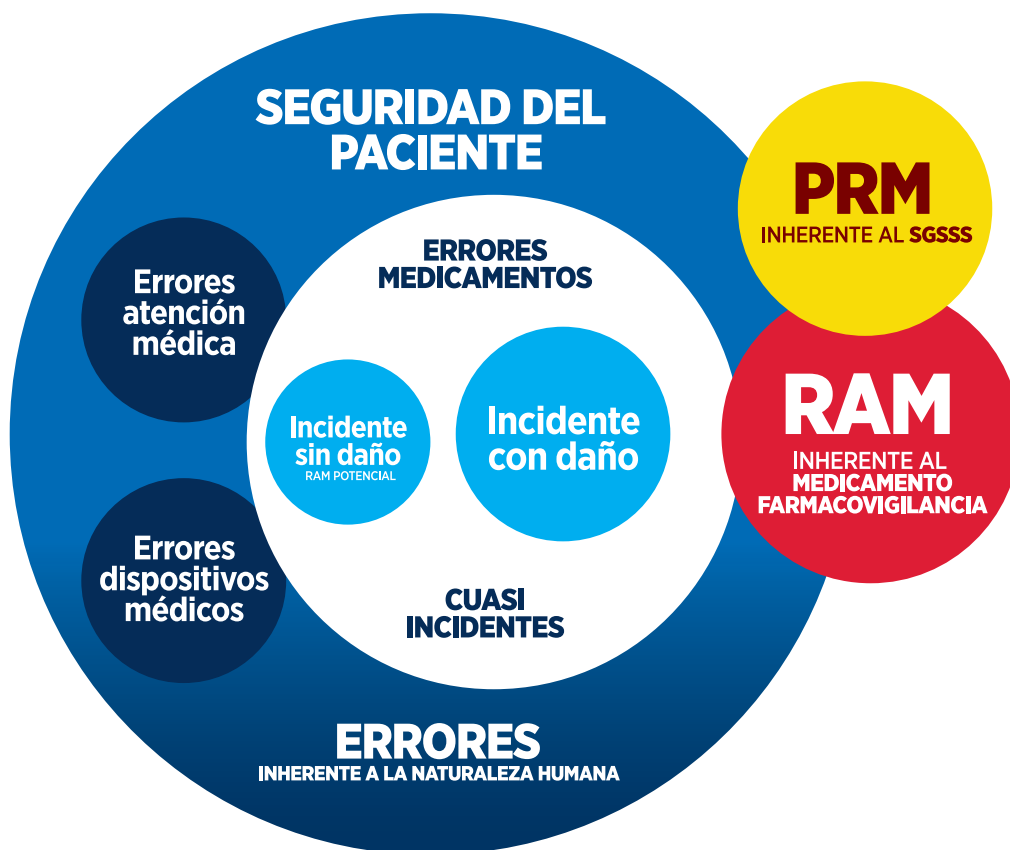 SEGURIDAD DEL
PACIENTE
PRM
INHERENTE AL SGSSS
ERRORES
MEDICAMENTOS
Errores
atención
médica
Incidente
sin daño
RAM POTENCIAL
Incidente
con daño
RAM
INHERENTE AL
MEDICAMENTO
FARMACOVIGILANCIA
Errores
dispositivos
médicos
CUASI
INCIDENTES
ERRORES
INHERENTE A LA NATURALEZA HUMANA